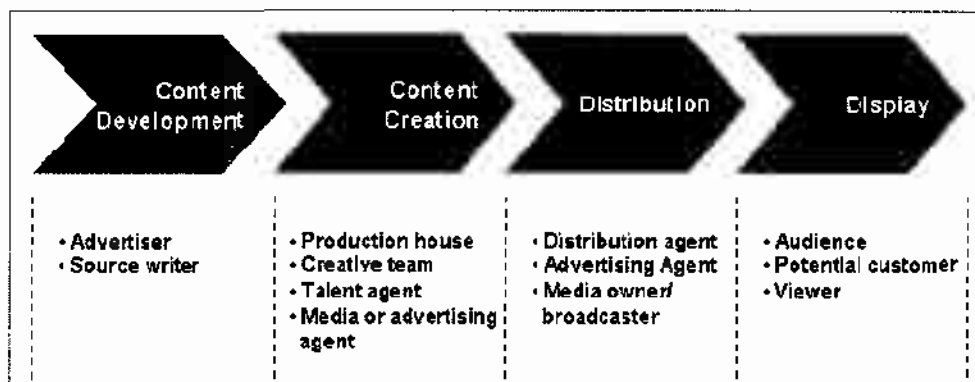 Content
Development
Content
Creation
Distribution
Display
• Advertiser
• Source writer
• Production house
• Creative team
• Talent agent
• Media or advertising
agent
• Distribution agent
• Advertising Agent
• Media owner/
broadcaster
• Audience
• Potential customer
• Viewer